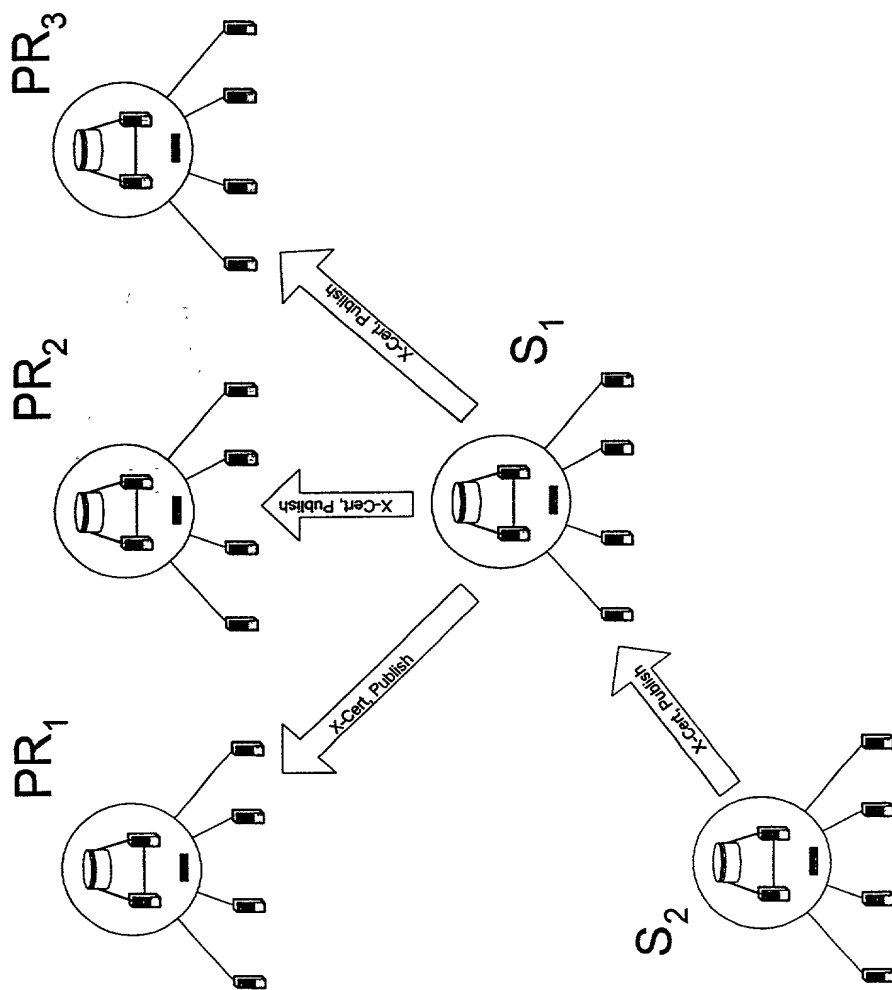 PR₁
PR₂
PR₃
X-Cert, Publish
X-Cert, Publish
X-Cert, Publish
S₁
X-Cert, Publish
S₂